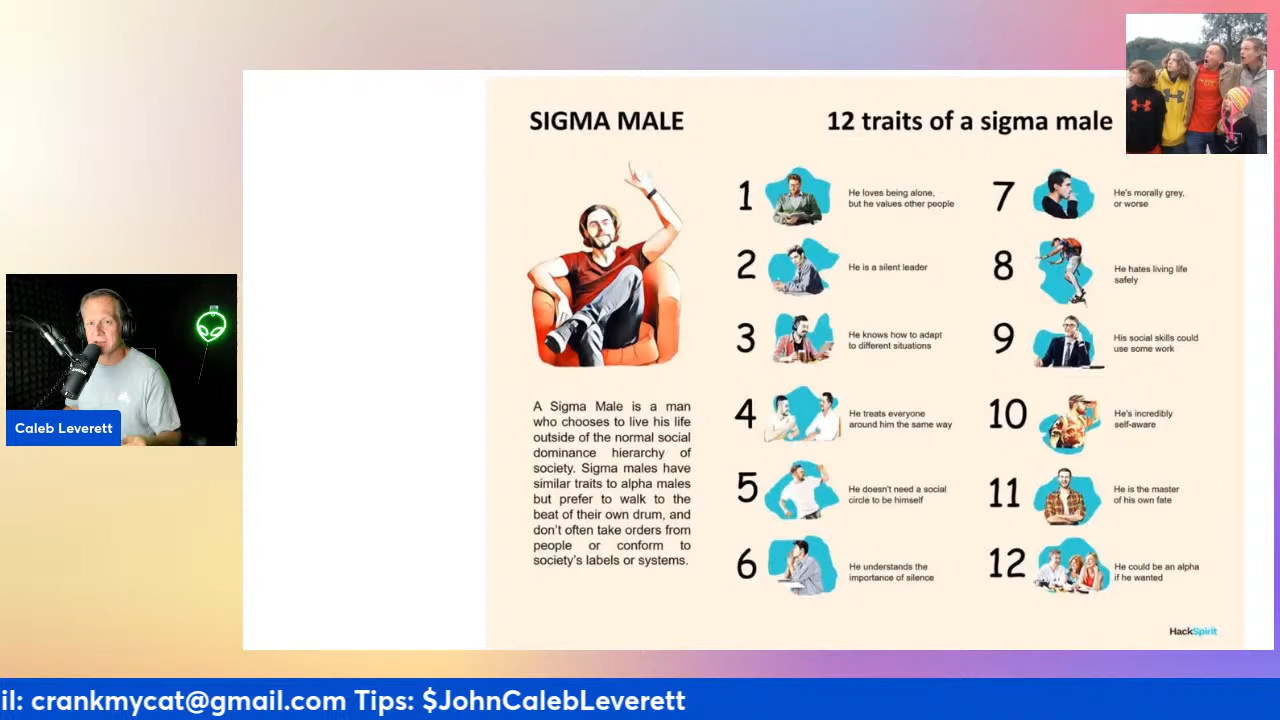 SIGMA MALE
12 traits of a sigma male
A Sigma Male is a man
who chooses to live his life
outside of the normal social
dominance hierarchy of
society. Sigma males have
similar traits to alpha males
but prefer to walk to the
beat of their own drum, and
don't often take orders from
people or conform to
society's labels or systems.
1
He loves being alone,
but he values other people
2
He is a silent leader
3
He knows how to adapt
to different situations
4
He treats everyone
around him the same way
5
He doesn't need a social
circle to be himself
6
He understands the
importance of silence
7
He's morally grey,
or worse
8
He hates living life
safely
9
His social skills could
use some work
10
He's incredibly
self-aware
11
He is the master
of his own fate
12
He could be an alpha
if he wanted
HackSpirit
Caleb Leverett
il: crankmycat@gmail.com Tips: $JohnCalebLeverett